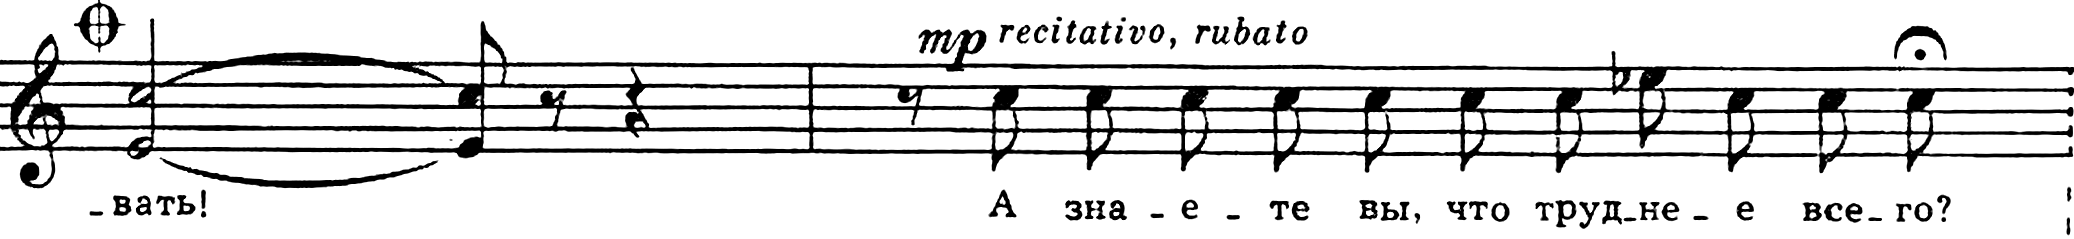 mp recitativo, rubato
-вать! А зна-е-те вы, что труд-не-е все-го?